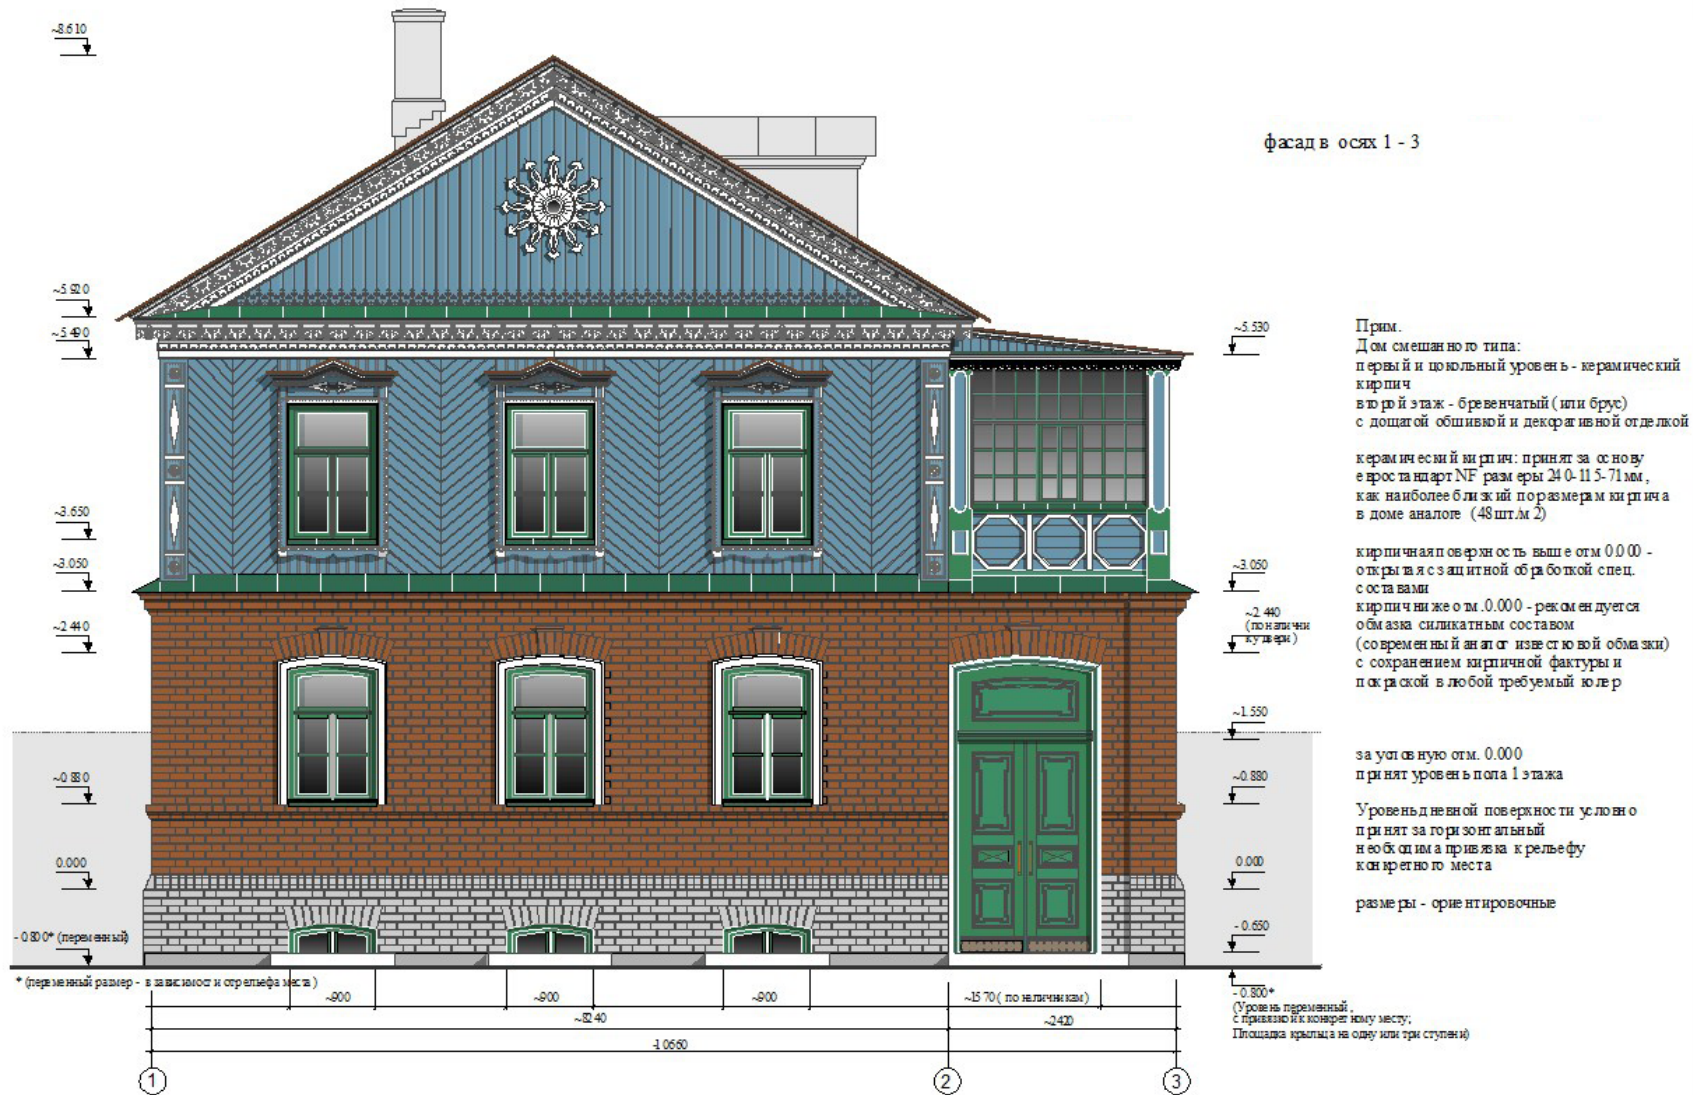 ~8.610
фасад в осях 1 - 3
~5.920
~5.490
~5.530
Прим.
Дом смешанного типа:
первый и цокольный уровень - керамический
кирпич
второй этаж - бревенчатый (или брус)
с дощатой обшивкой и декоративной отделкой
керамический кирпич: принят за основу
евростандарт NF размеры 240-115-71мм,
как наиболее близкий по размерам кирпича
в доме аналоге (48шт/м2)
кирпичная поверхность выше отм 0.000 -
открытая с защитной обработкой спец.
составами
кирпич ниже отм.0.000 - рекомендуется
обмазка силикатным составом
(современный аналог известковой обмазки)
с сохранением кирпичной фактуры и
покраской в любой требуемый колер
за условную отм. 0.000
принят уровень пола 1 этажа
Уровень дневной поверхности условно
принят за горизонтальный
необходима привязка к рельефу
конкретного места
размеры - ориентировочные
~3.650
~3.050
~3.050
~2.440
~2.440
(по наличнику двери)
~1.550
~0.880
~0.880
0.000
0.000
- 0.800* (переменный)
- 0.650
* (переменный размер - в зависимости от рельефа места)
- 0.800*
(Уровень переменный,
с привязкой к конкретному месту;
Площадка крыльца на одну или три ступени)
~900
~900
~900
~1570 ( по наличникам)
~8240
~2420
~10660
1
2
3